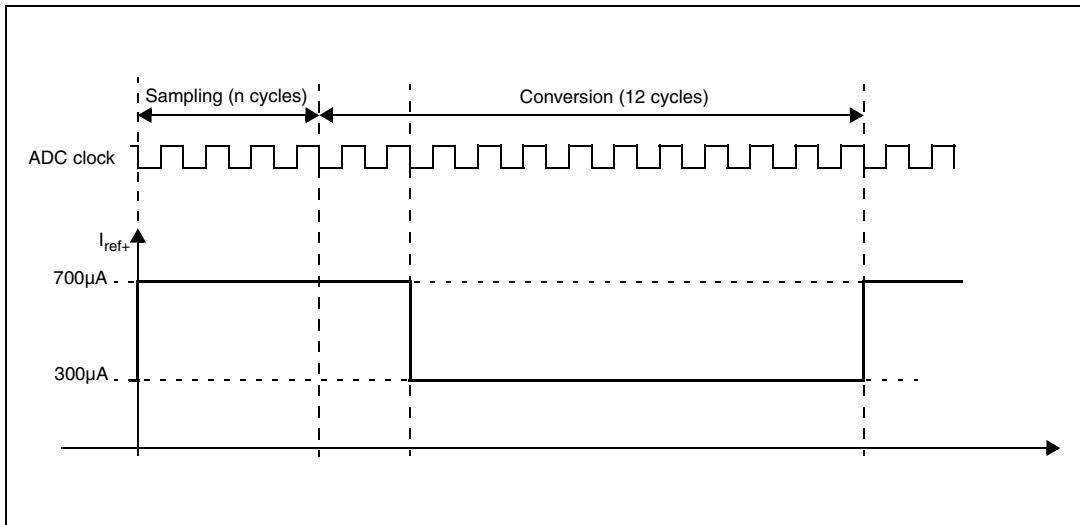 Sampling (n cycles)
Conversion (12 cycles)
ADC clock
Iref+
700µA
300µA